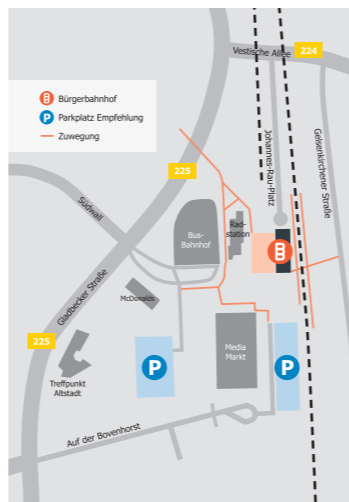 Vestische Allee
224
Bürgerbahnhof
Parkplatz Empfehlung
Zuwegung
Johannes-Rau-Platz
Gelsenkirchener Straße
225
Südwall
Bus-
Bahnhof
Rad-
station
Gladbecker Straße
McDonalds
225
Media
Markt
P
P
P
Treffpunkt
Altstadt
Auf der Bovenhorst